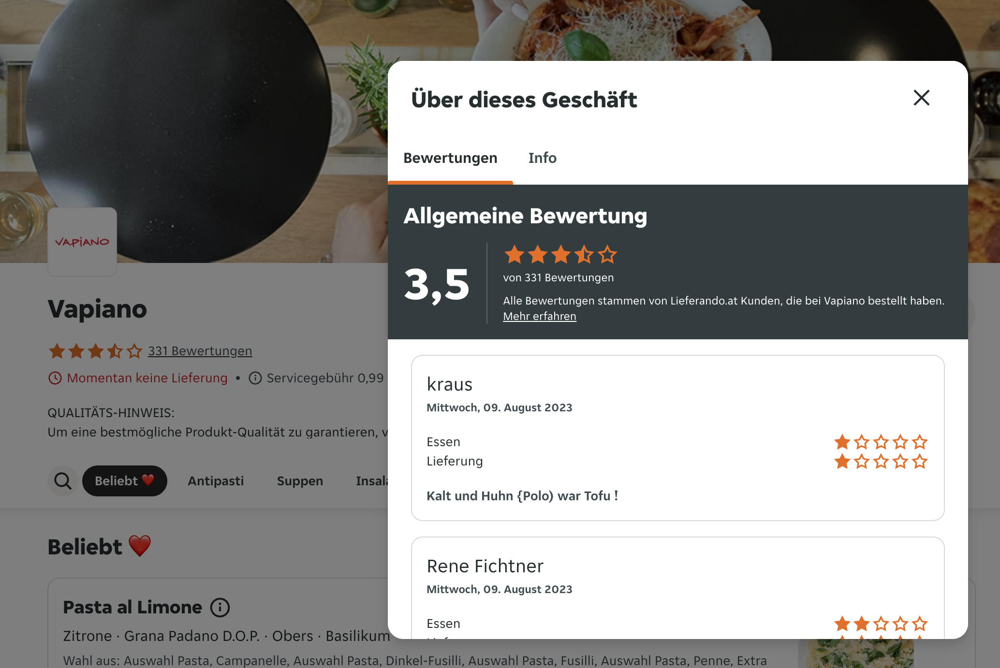 Über dieses Geschäft
Bewertungen
Info
Allgemeine Bewertung
3,5
von 331 Bewertungen
Alle Bewertungen stammen von Lieferando.at Kunden, die bei Vapiano bestellt haben.
Mehr erfahren
kraus
Mittwoch, 09. August 2023
Essen
Lieferung
Kalt und Huhn {Polo) war Tofu !
Rene Fichtner
Mittwoch, 09. August 2023
Essen
VAPIANO
Vapiano
331 Bewertungen
Momentan keine Lieferung • Servicegebühr 0,99
QUALITÄTS-HINWEIS:
Um eine bestmögliche Produkt-Qualität zu garantieren,
Beliebt ❤️ Antipasti Suppen
Beliebt ❤️
Pasta al Limone
Zitrone · Grana Padano D.O.P. · Obers · Basilikum
Wahl aus: Auswahl Pasta, Campanelle, Auswahl Pasta, Dinkel-Fusilli, Auswahl Pasta, Fusilli, Auswahl Pasta, Penne, Extra